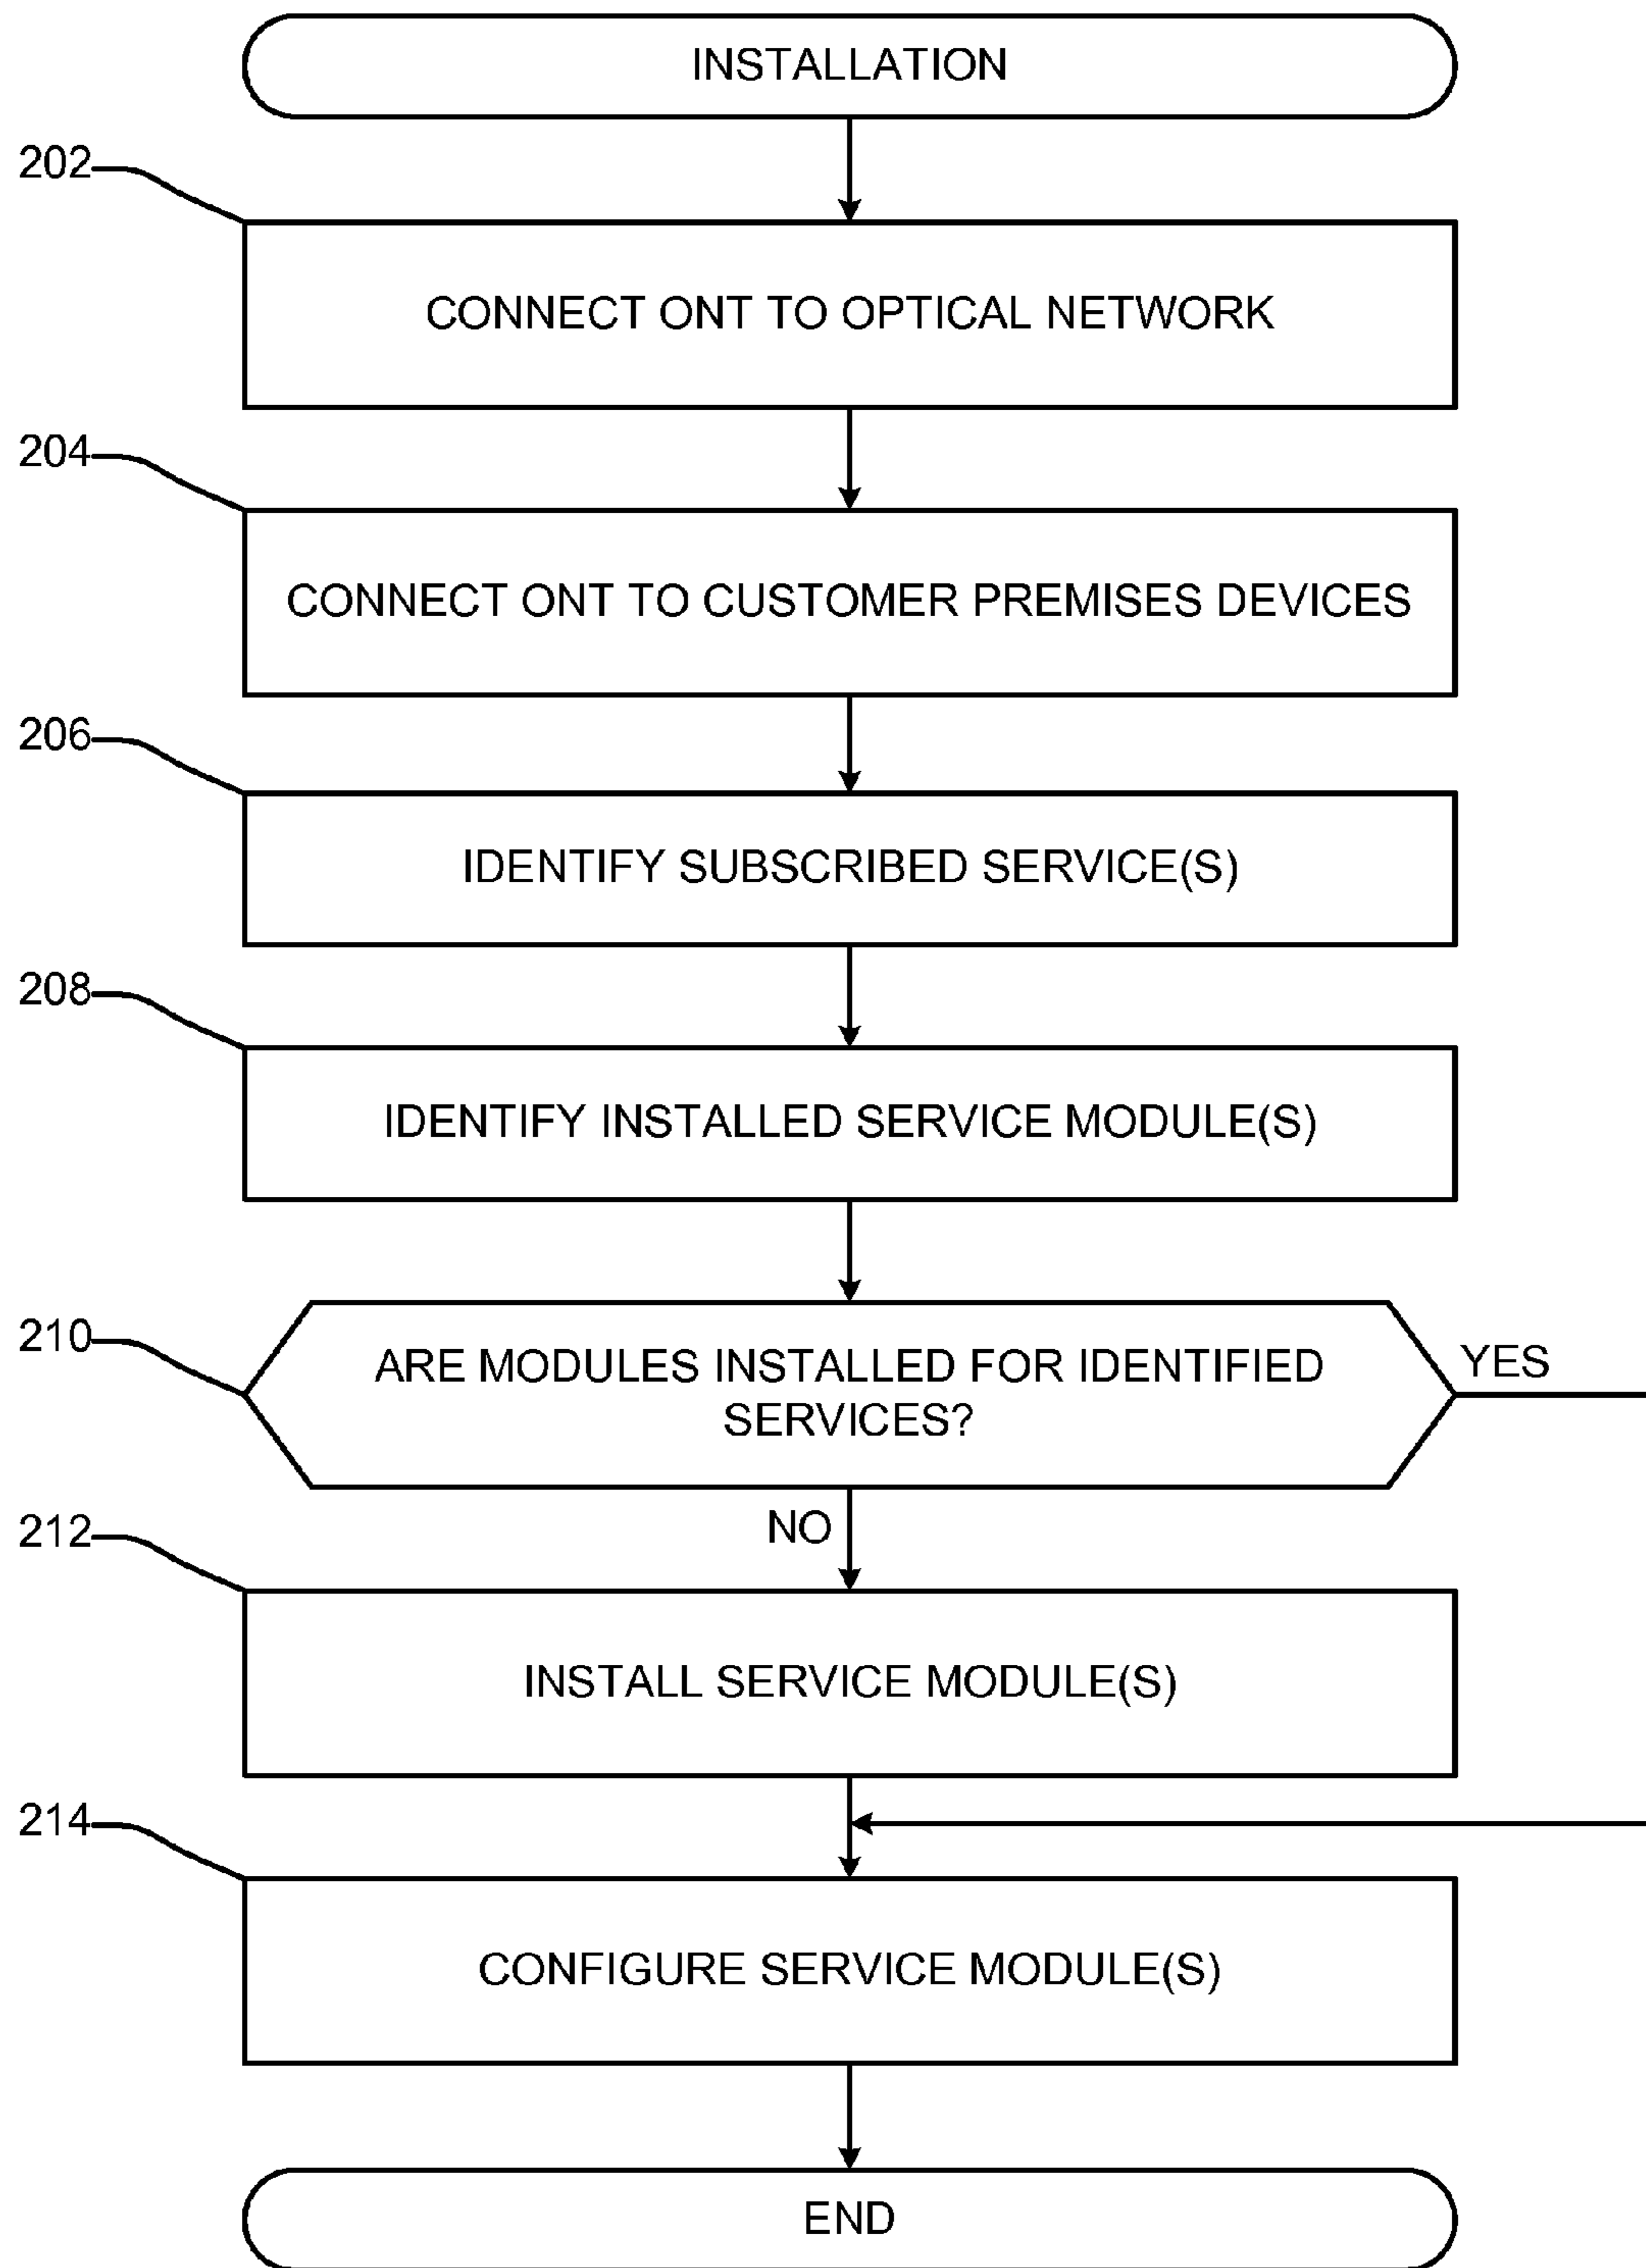 INSTALLATION
202
CONNECT ONT TO OPTICAL NETWORK
204
CONNECT ONT TO CUSTOMER PREMISES DEVICES
206
IDENTIFY SUBSCRIBED SERVICE(S)
208
IDENTIFY INSTALLED SERVICE MODULE(S)
210
ARE MODULES INSTALLED FOR IDENTIFIED
SERVICES?
YES
NO
212
INSTALL SERVICE MODULE(S)
214
CONFIGURE SERVICE MODULE(S)
END